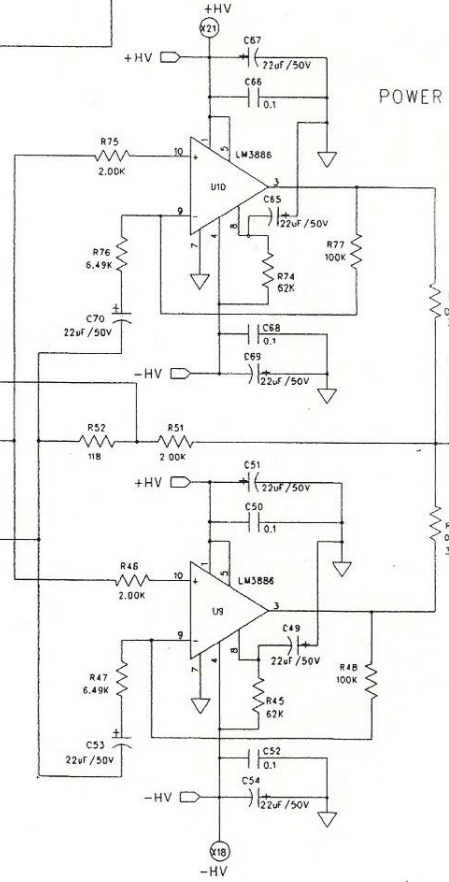 +HV
X21
+HV
C67
22uF/50V
C66
0.1
POWER
R75
2.00K
10
1
5
LM3886
+
U10
3
9
-
C65
22uF/50V
8
4
7
R76
6.49K
R77
100K
R74
62K
C70
22uF/50V
C68
0.1
C69
-HV
22uF/50V
R52
118
R51
2.00K
C51
+HV
22uF/50V
C50
0.1
R46
2.00K
10
1
5
LM3886
+
U9
3
9
-
C49
22uF/50V
8
4
7
R47
6.49K
R48
100K
R45
62K
C53
22uF/50V
C52
0.1
C54
-HV
22uF/50V
X18
-HV